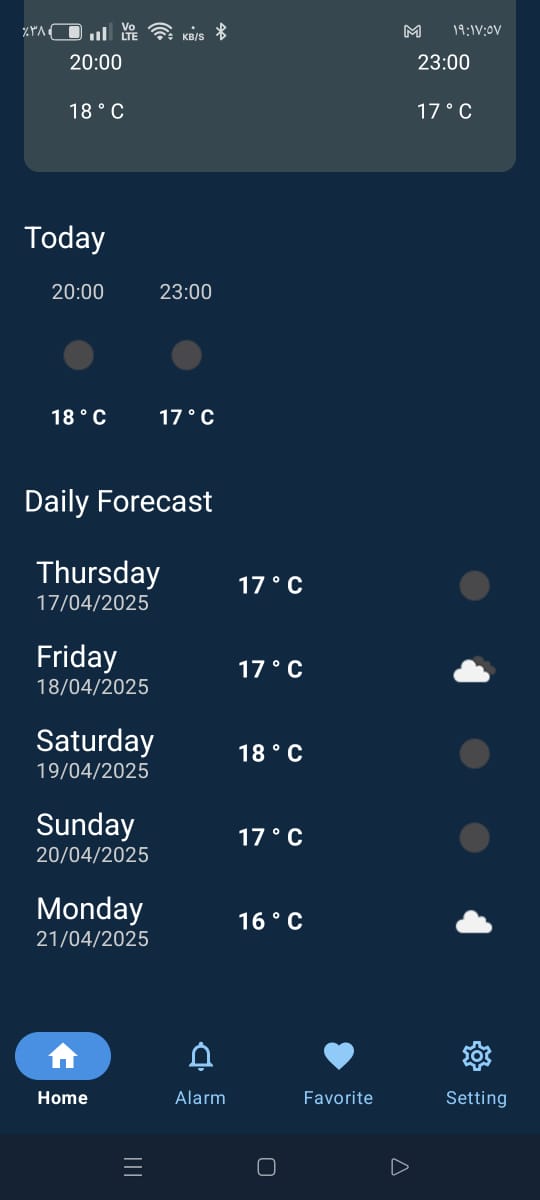 ٪٣٨ Vo LTE KB/S ١٩:١٧:٥٧
20:00 23:00
18 ° C 17 ° C
Today
20:00 23:00
18 ° C 17 ° C
Daily Forecast
Thursday 17 ° C
17/04/2025
Friday 17 ° C
18/04/2025
Saturday 18 ° C
19/04/2025
Sunday 17 ° C
20/04/2025
Monday 16 ° C
21/04/2025
Home Alarm Favorite Setting